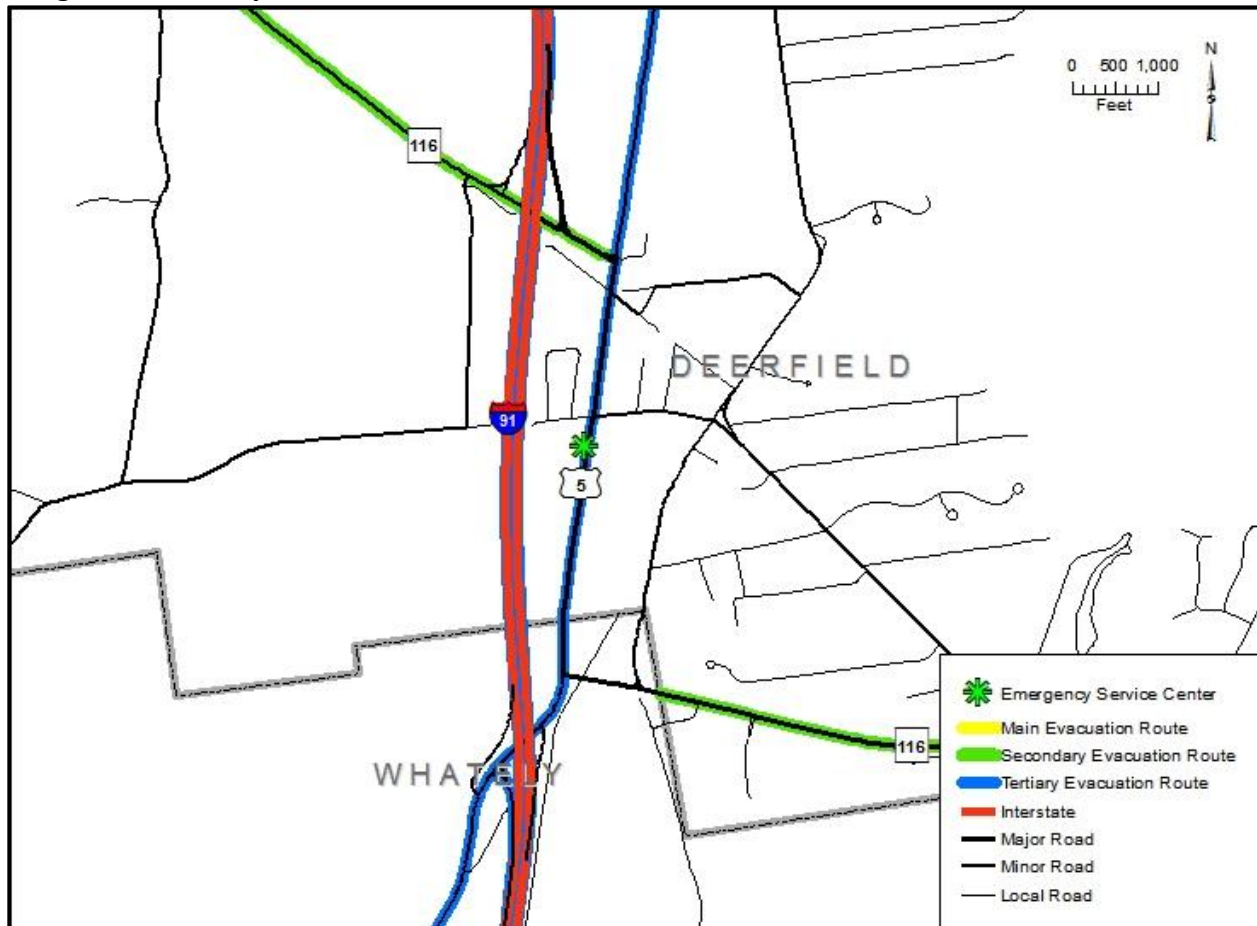 N
0 500 1,000
Feet
116
DEERFIELD
91
5
WHATELY
116
Emergency Service Center
Main Evacuation Route
Secondary Evacuation Route
Tertiary Evacuation Route
Interstate
Major Road
Minor Road
Local Road